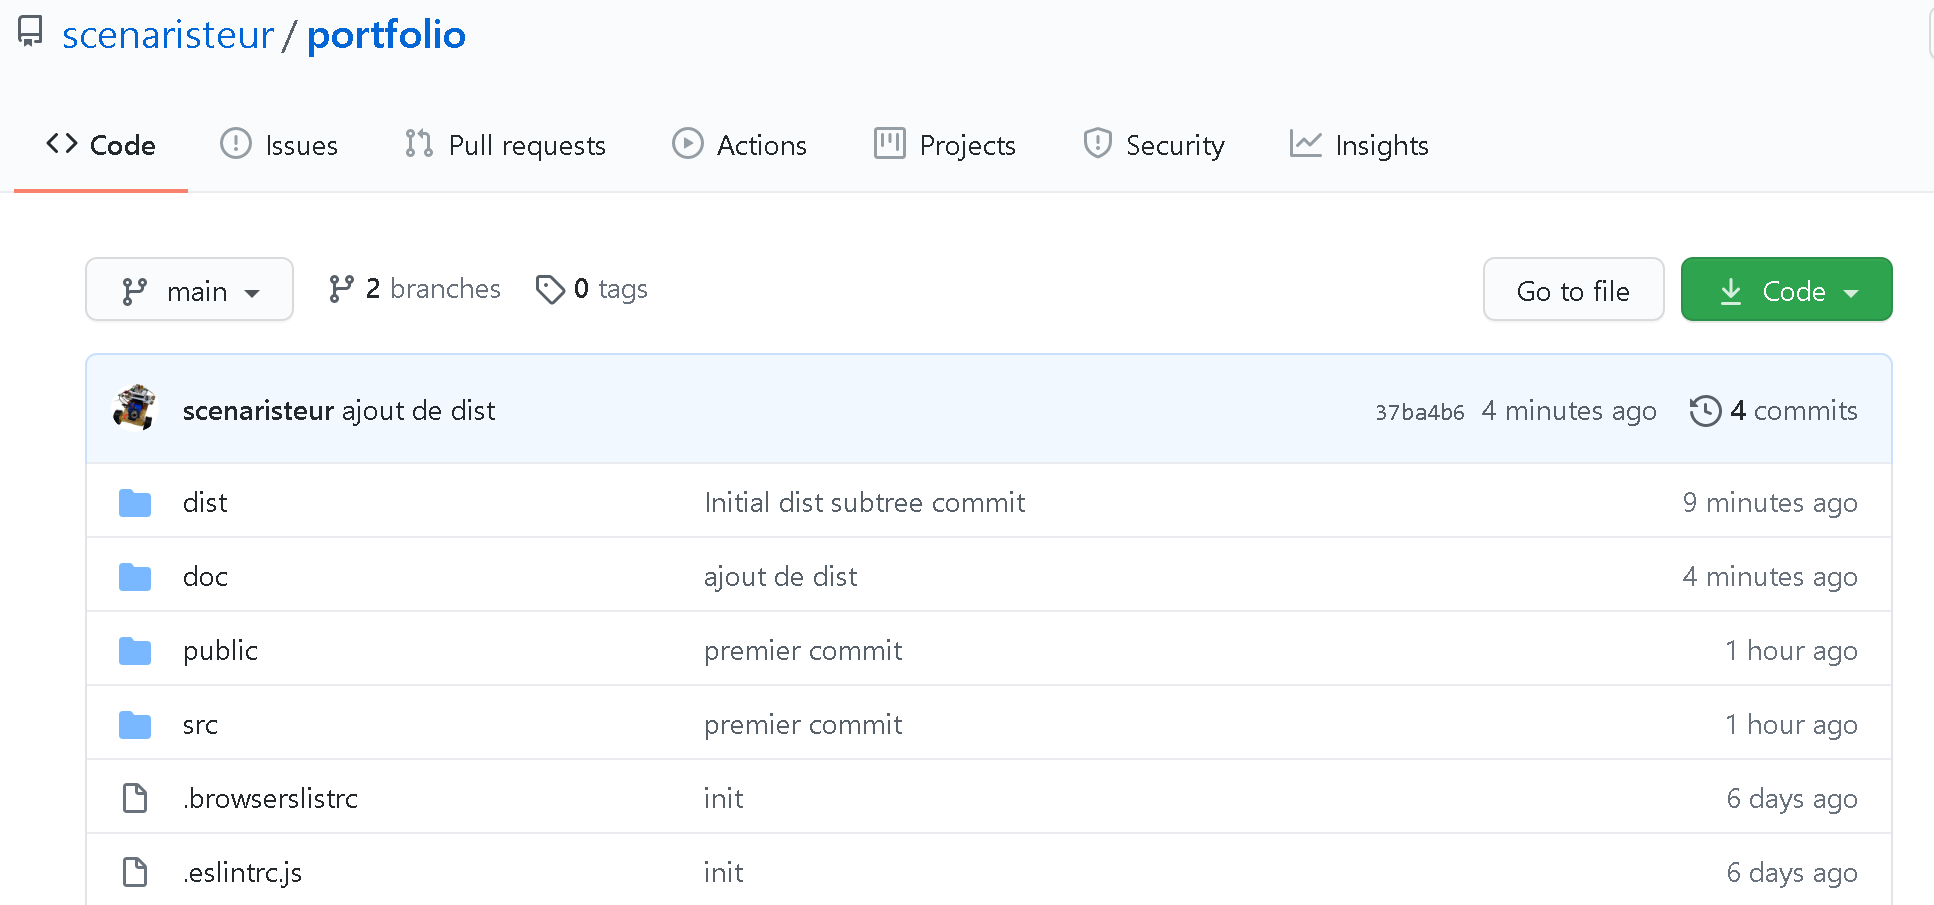 scenaristeur / portfolio
Code Issues Pull requests Actions Projects Security Insights
main 2 branches 0 tags Go to file Code
scenaristeur ajout de dist 37ba4b6 4 minutes ago 4 commits
dist Initial dist subtree commit 9 minutes ago
doc ajout de dist 4 minutes ago
public premier commit 1 hour ago
src premier commit 1 hour ago
.browserslistrc init 6 days ago
.eslintrc.js init 6 days ago